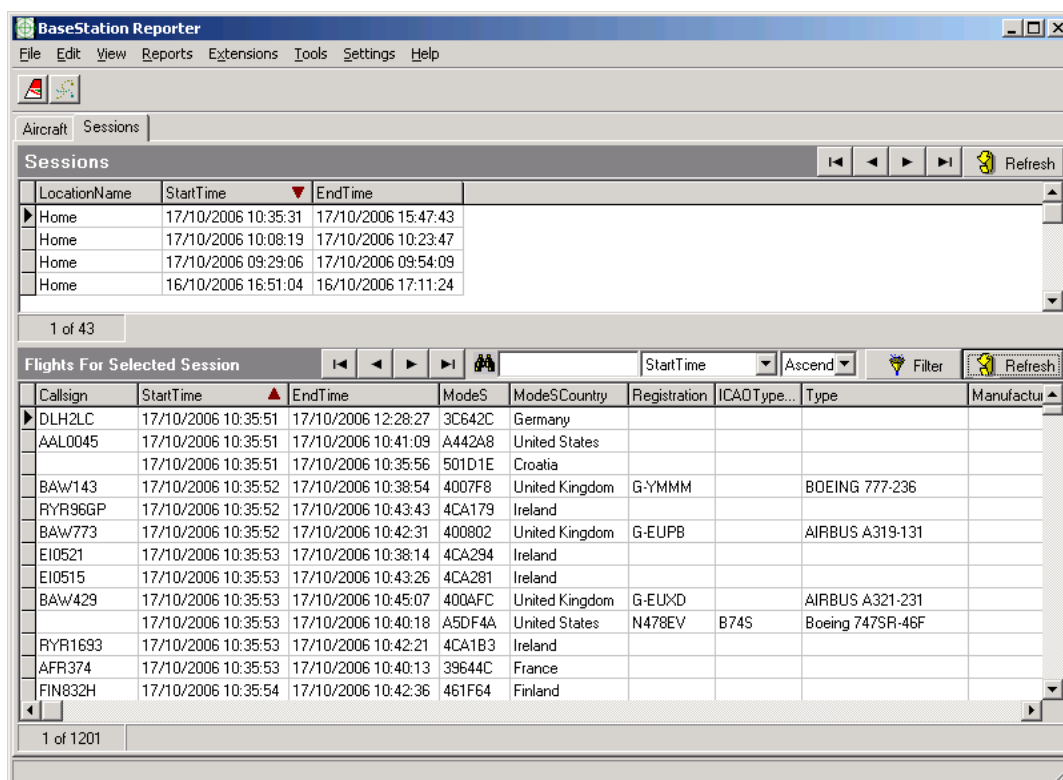 BaseStation Reporter
File Edit View Reports Extensions Tools Settings Help
Aircraft Sessions
Sessions Refresh
LocationName StartTime EndTime
Home 17/10/2006 10:35:31 17/10/2006 15:47:43
Home 17/10/2006 10:08:19 17/10/2006 10:23:47
Home 17/10/2006 09:29:06 17/10/2006 09:54:09
Home 16/10/2006 16:51:04 16/10/2006 17:11:24
1 of 43
Flights For Selected Session StartTime Ascend Filter Refresh
Callsign StartTime EndTime ModeS ModeSCountry Registration ICAOType... Type Manufactur
DLH2LC 17/10/2006 10:35:51 17/10/2006 12:28:27 3C642C Germany
AAL0045 17/10/2006 10:35:51 17/10/2006 10:41:09 A442A8 United States
17/10/2006 10:35:51 17/10/2006 10:35:56 501D1E Croatia
BAW143 17/10/2006 10:35:52 17/10/2006 10:38:54 4007F8 United Kingdom G-YMMM BOEING 777-236
RYR96GP 17/10/2006 10:35:52 17/10/2006 10:43:43 4CA179 Ireland
BAW773 17/10/2006 10:35:52 17/10/2006 10:42:31 400802 United Kingdom G-EUPB AIRBUS A319-131
EI0521 17/10/2006 10:35:53 17/10/2006 10:38:14 4CA294 Ireland
EI0515 17/10/2006 10:35:53 17/10/2006 10:43:26 4CA281 Ireland
BAW429 17/10/2006 10:35:53 17/10/2006 10:45:07 400AFC United Kingdom G-EUXD AIRBUS A321-231
17/10/2006 10:35:53 17/10/2006 10:40:18 A5DF4A United States N478EV B74S Boeing 747SR-46F
RYR1693 17/10/2006 10:35:53 17/10/2006 10:42:21 4CA1B3 Ireland
AFR374 17/10/2006 10:35:53 17/10/2006 10:40:13 39644C France
FIN832H 17/10/2006 10:35:54 17/10/2006 10:42:36 461F64 Finland
1 of 1201